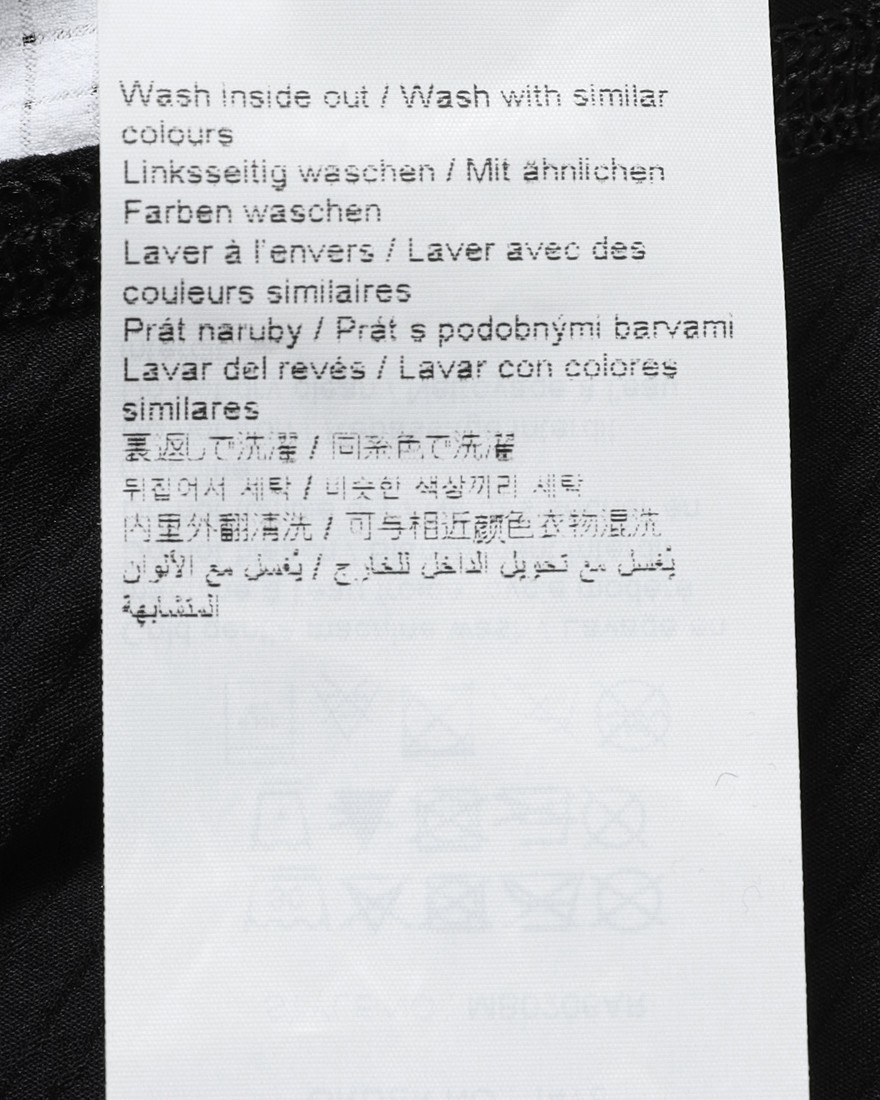 Wash inside out / Wash with similar
colours
Linksseitig waschen / Mit ähnlichen
Farben waschen
Laver à l'envers / Laver avec des
couleurs similaires
Prát naruby / Prát s podobnými barvami
Lavar del revés / Lavar con colores
similares
裏返しで洗濯 / 同系色で洗濯
뒤집어서 세탁 / 비슷한 색상끼리 세탁
内里外翻清洗 / 可与相近颜色衣物混洗
يُغسل مع تحويل الداخل للخارج / يُغسل مع الألوان
المتشابهة